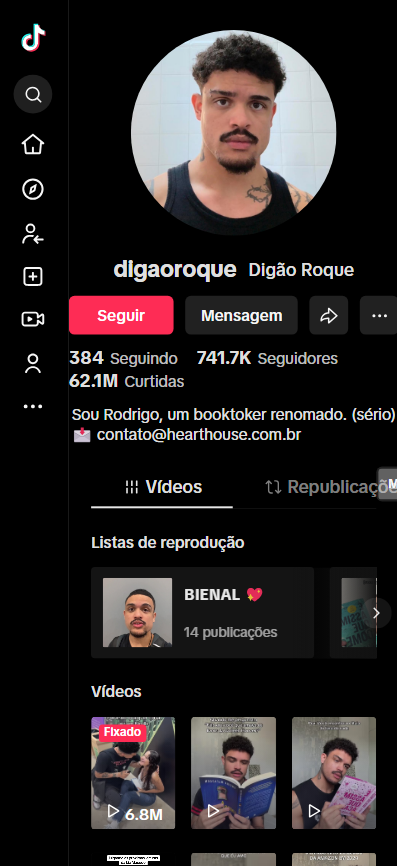 digaoroque Digão Roque
Seguir Mensagem
384 Seguindo 741.7K Seguidores
62.1M Curtidas
Sou Rodrigo, um booktoker renomado. (sério)
contato@hearthouse.com.br
Vídeos Republicaçõe
M
Listas de reprodução
BIENAL
14 publicações
Vídeos
Fixado
6.8M